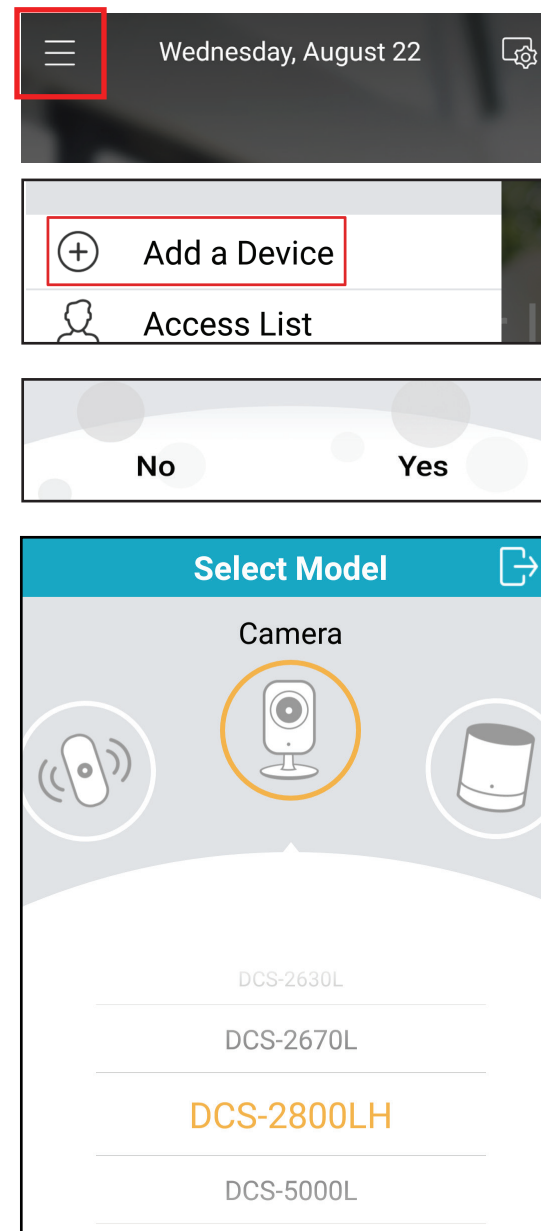 Wednesday, August 22
Add a Device
Access List
No Yes
Select Model
Camera
DCS-2630L
DCS-2670L
DCS-2800LH
DCS-5000L